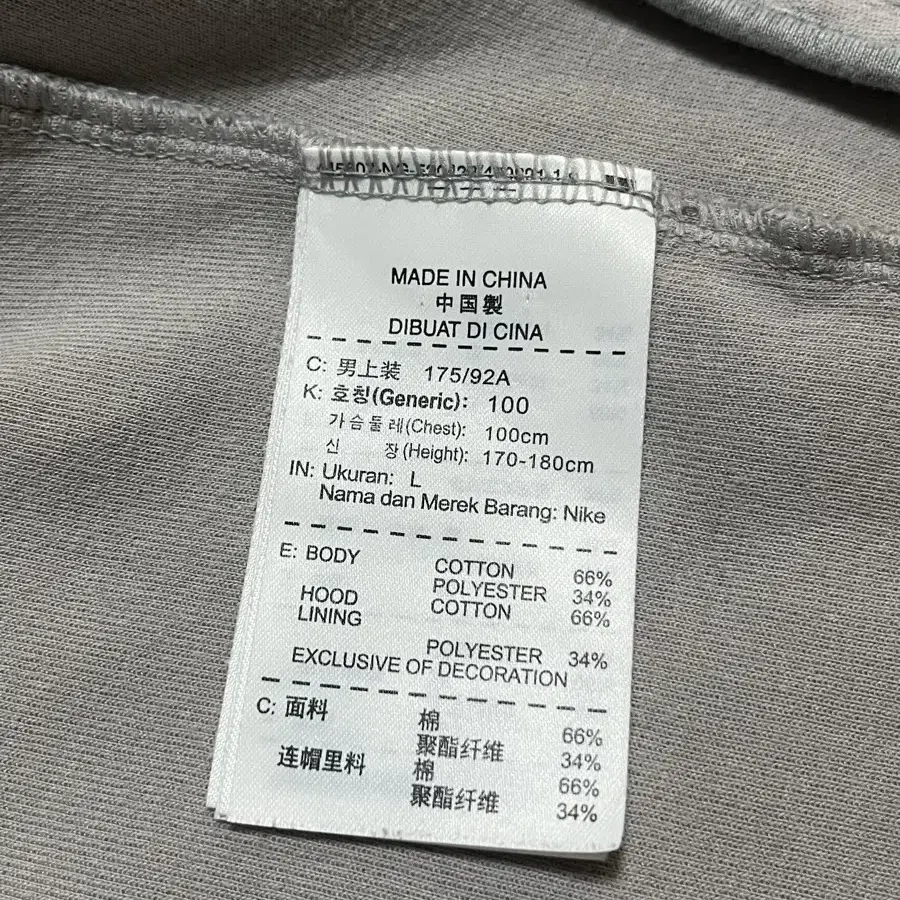 MADE IN CHINA
中国製
DIBUAT DI CINA
C: 男上装 175/92A
K: 호칭(Generic): 100
가슴둘레(Chest): 100cm
신 장(Height): 170-180cm
IN: Ukuran: L
Nama dan Merek Barang: Nike
E: BODY COTTON 66%
POLYESTER 34%
HOOD LINING COTTON 66%
POLYESTER 34%
EXCLUSIVE OF DECORATION
C: 面料 棉 66%
聚酯纤维 34%
连帽里料 棉 66%
聚酯纤维 34%